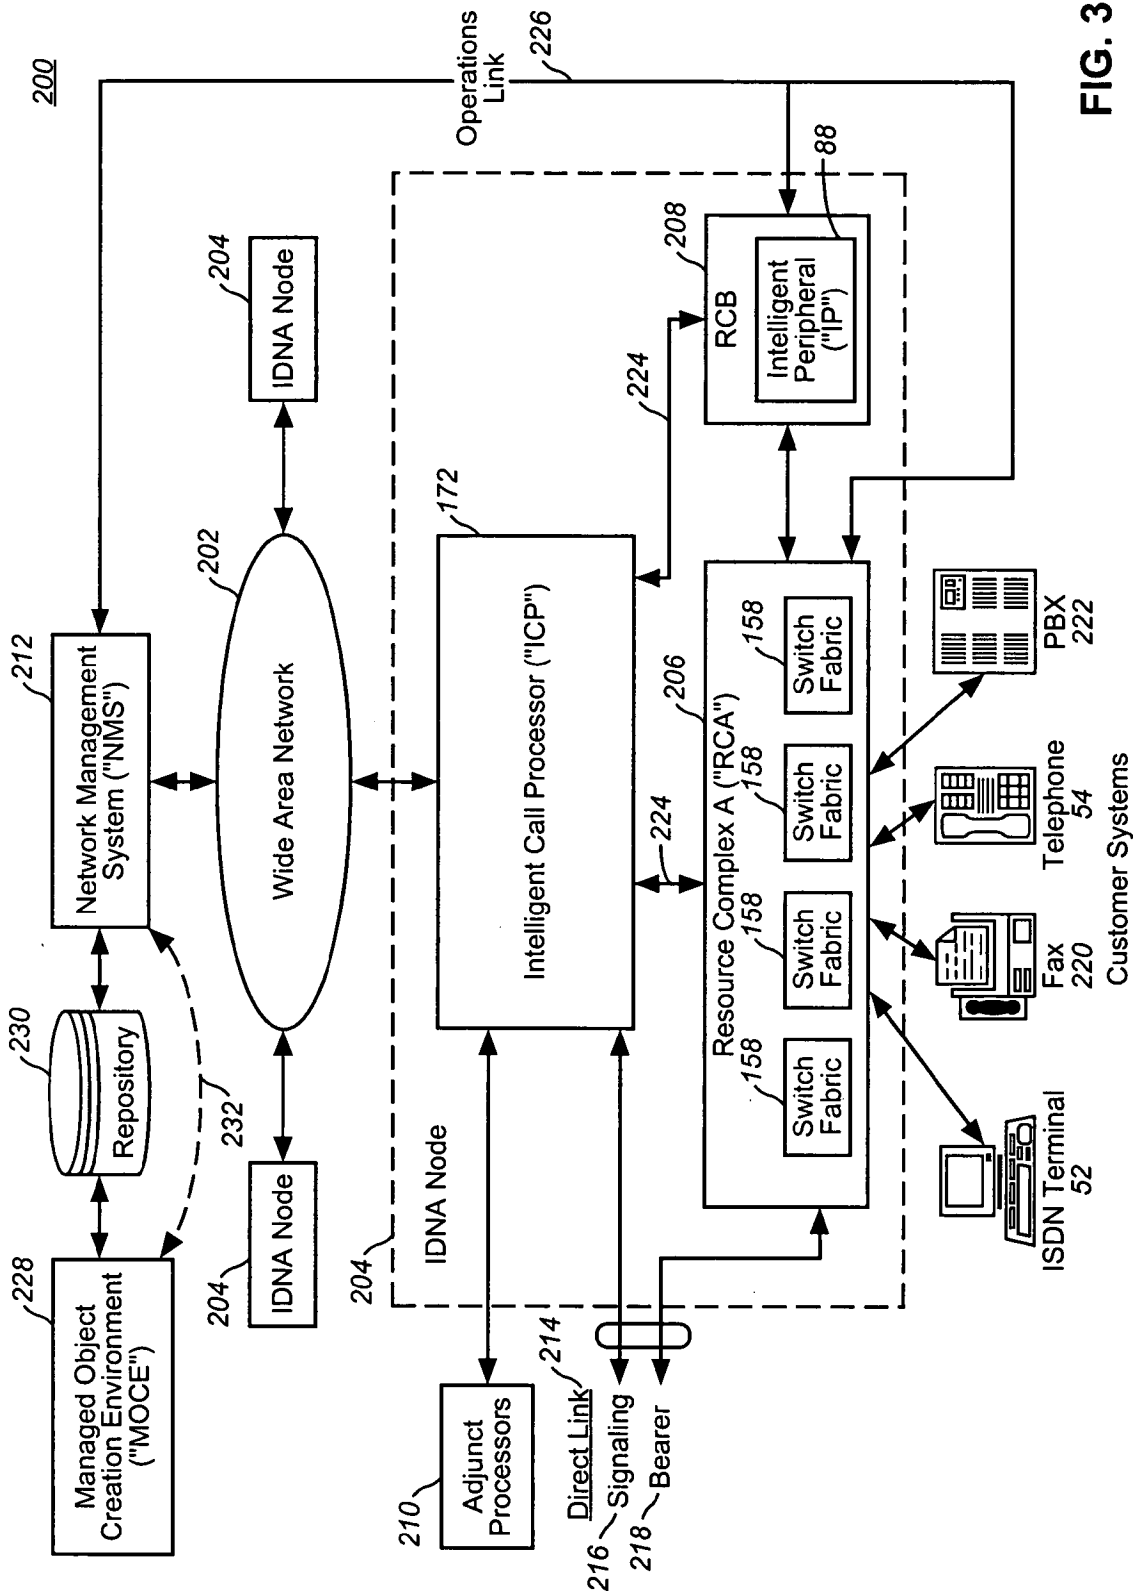 200
228
Managed Object
Creation Environment
("MOCE")
230
Repository
232
212
Network Management
System ("NMS")
Operations
Link
226
204
IDNA Node
202
Wide Area Network
204
IDNA Node
204
IDNA Node
210
Adjunct
Processors
172
Intelligent Call Processor ("ICP")
Direct Link
214
216
Signaling
218
Bearer
224
224
206
Resource Complex A ("RCA")
158
Switch
Fabric
158
Switch
Fabric
158
Switch
Fabric
158
Switch
Fabric
208
RCB
Intelligent
Peripheral
("IP")
88
ISDN Terminal
52
Fax
220
Telephone
54
PBX
222
Customer Systems
FIG. 3